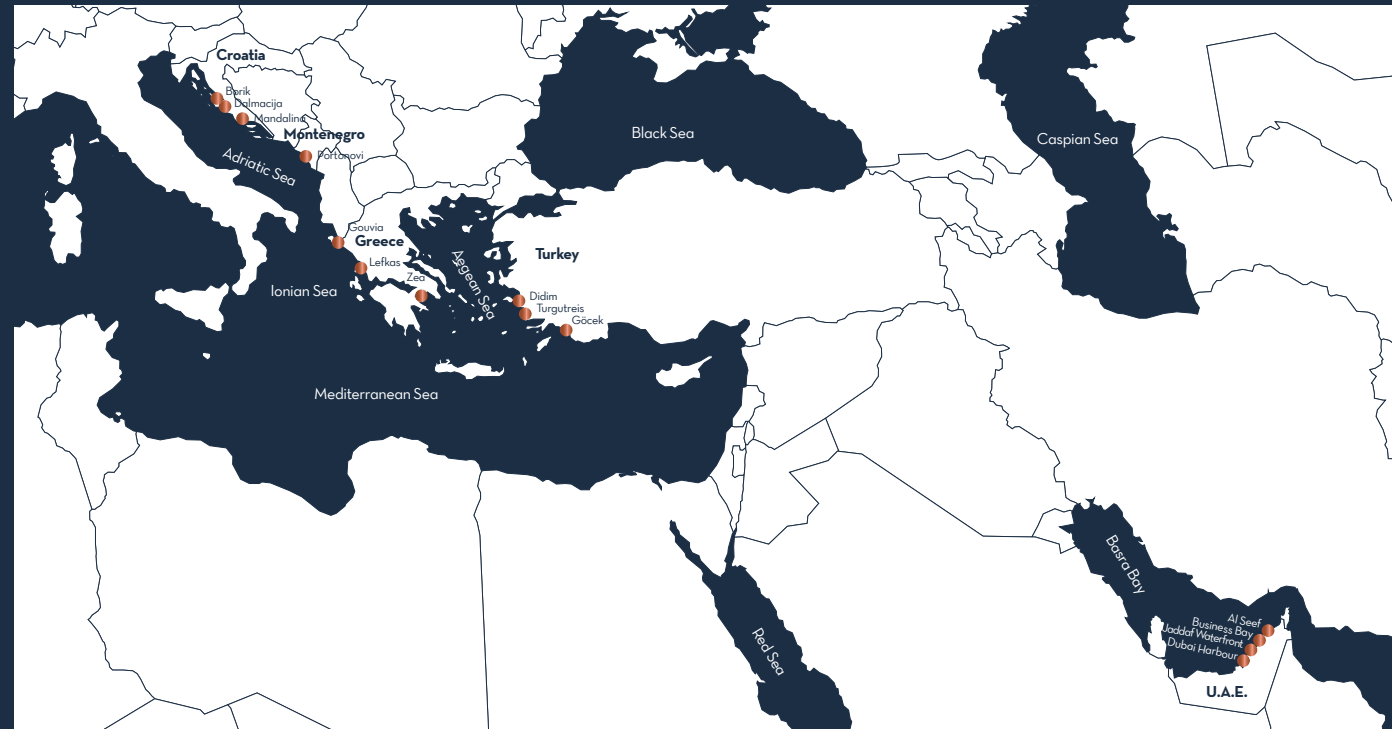 Croatia
Borik
Dalmacija
Mandalina
Montenegro
Portonovi
Adriatic Sea
Black Sea
Caspian Sea
Gouvia
Greece
Lefkas
Zea
Aegean Sea
Turkey
Ionian Sea
Didim
Turgutreis
Göcek
Mediterranean Sea
Basra Bay
Red Sea
Al Seef
Business Bay
Jaddaf Waterfront
Dubai Harbour
U.A.E.